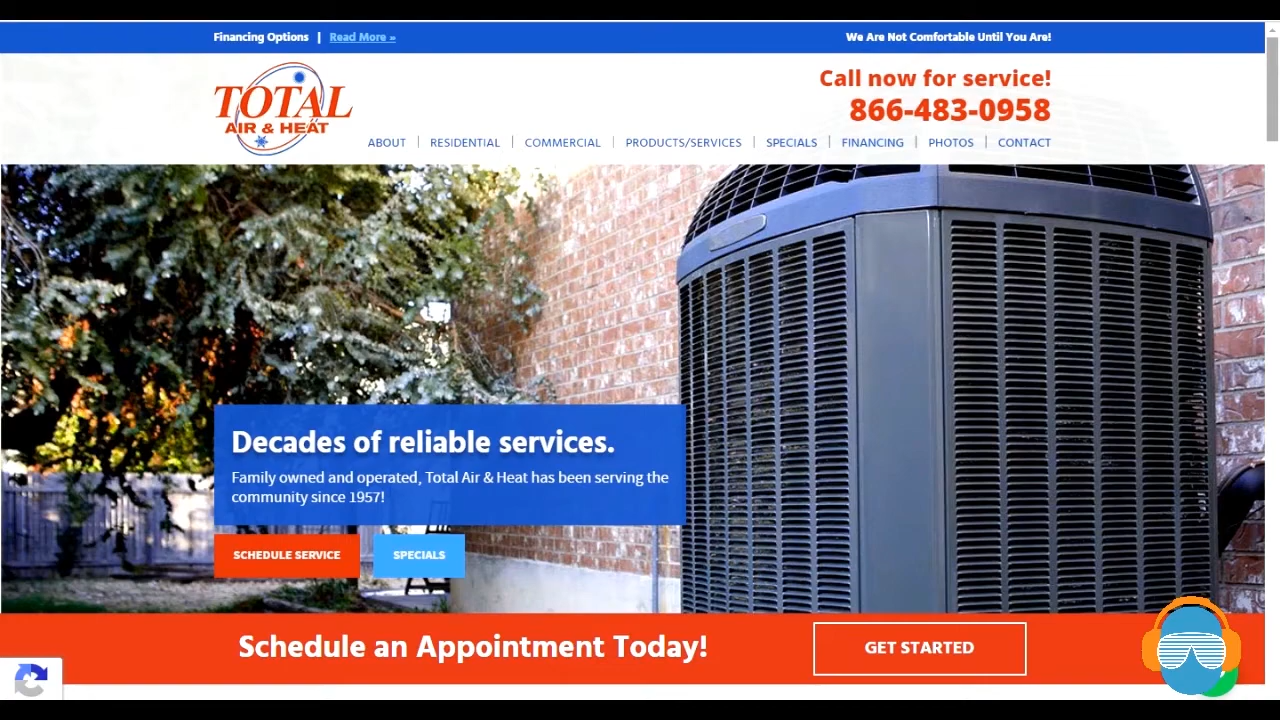 Financing Options | Read More »
We Are Not Comfortable Until You Are!
TOTAL
AIR & HEAT
Call now for service!
866-483-0958
ABOUT | RESIDENTIAL | COMMERCIAL | PRODUCTS/SERVICES | SPECIALS | FINANCING | PHOTOS | CONTACT
Decades of reliable services.
Family owned and operated, Total Air & Heat has been serving the
community since 1957!
SCHEDULE SERVICE
SPECIALS
Schedule an Appointment Today!
GET STARTED